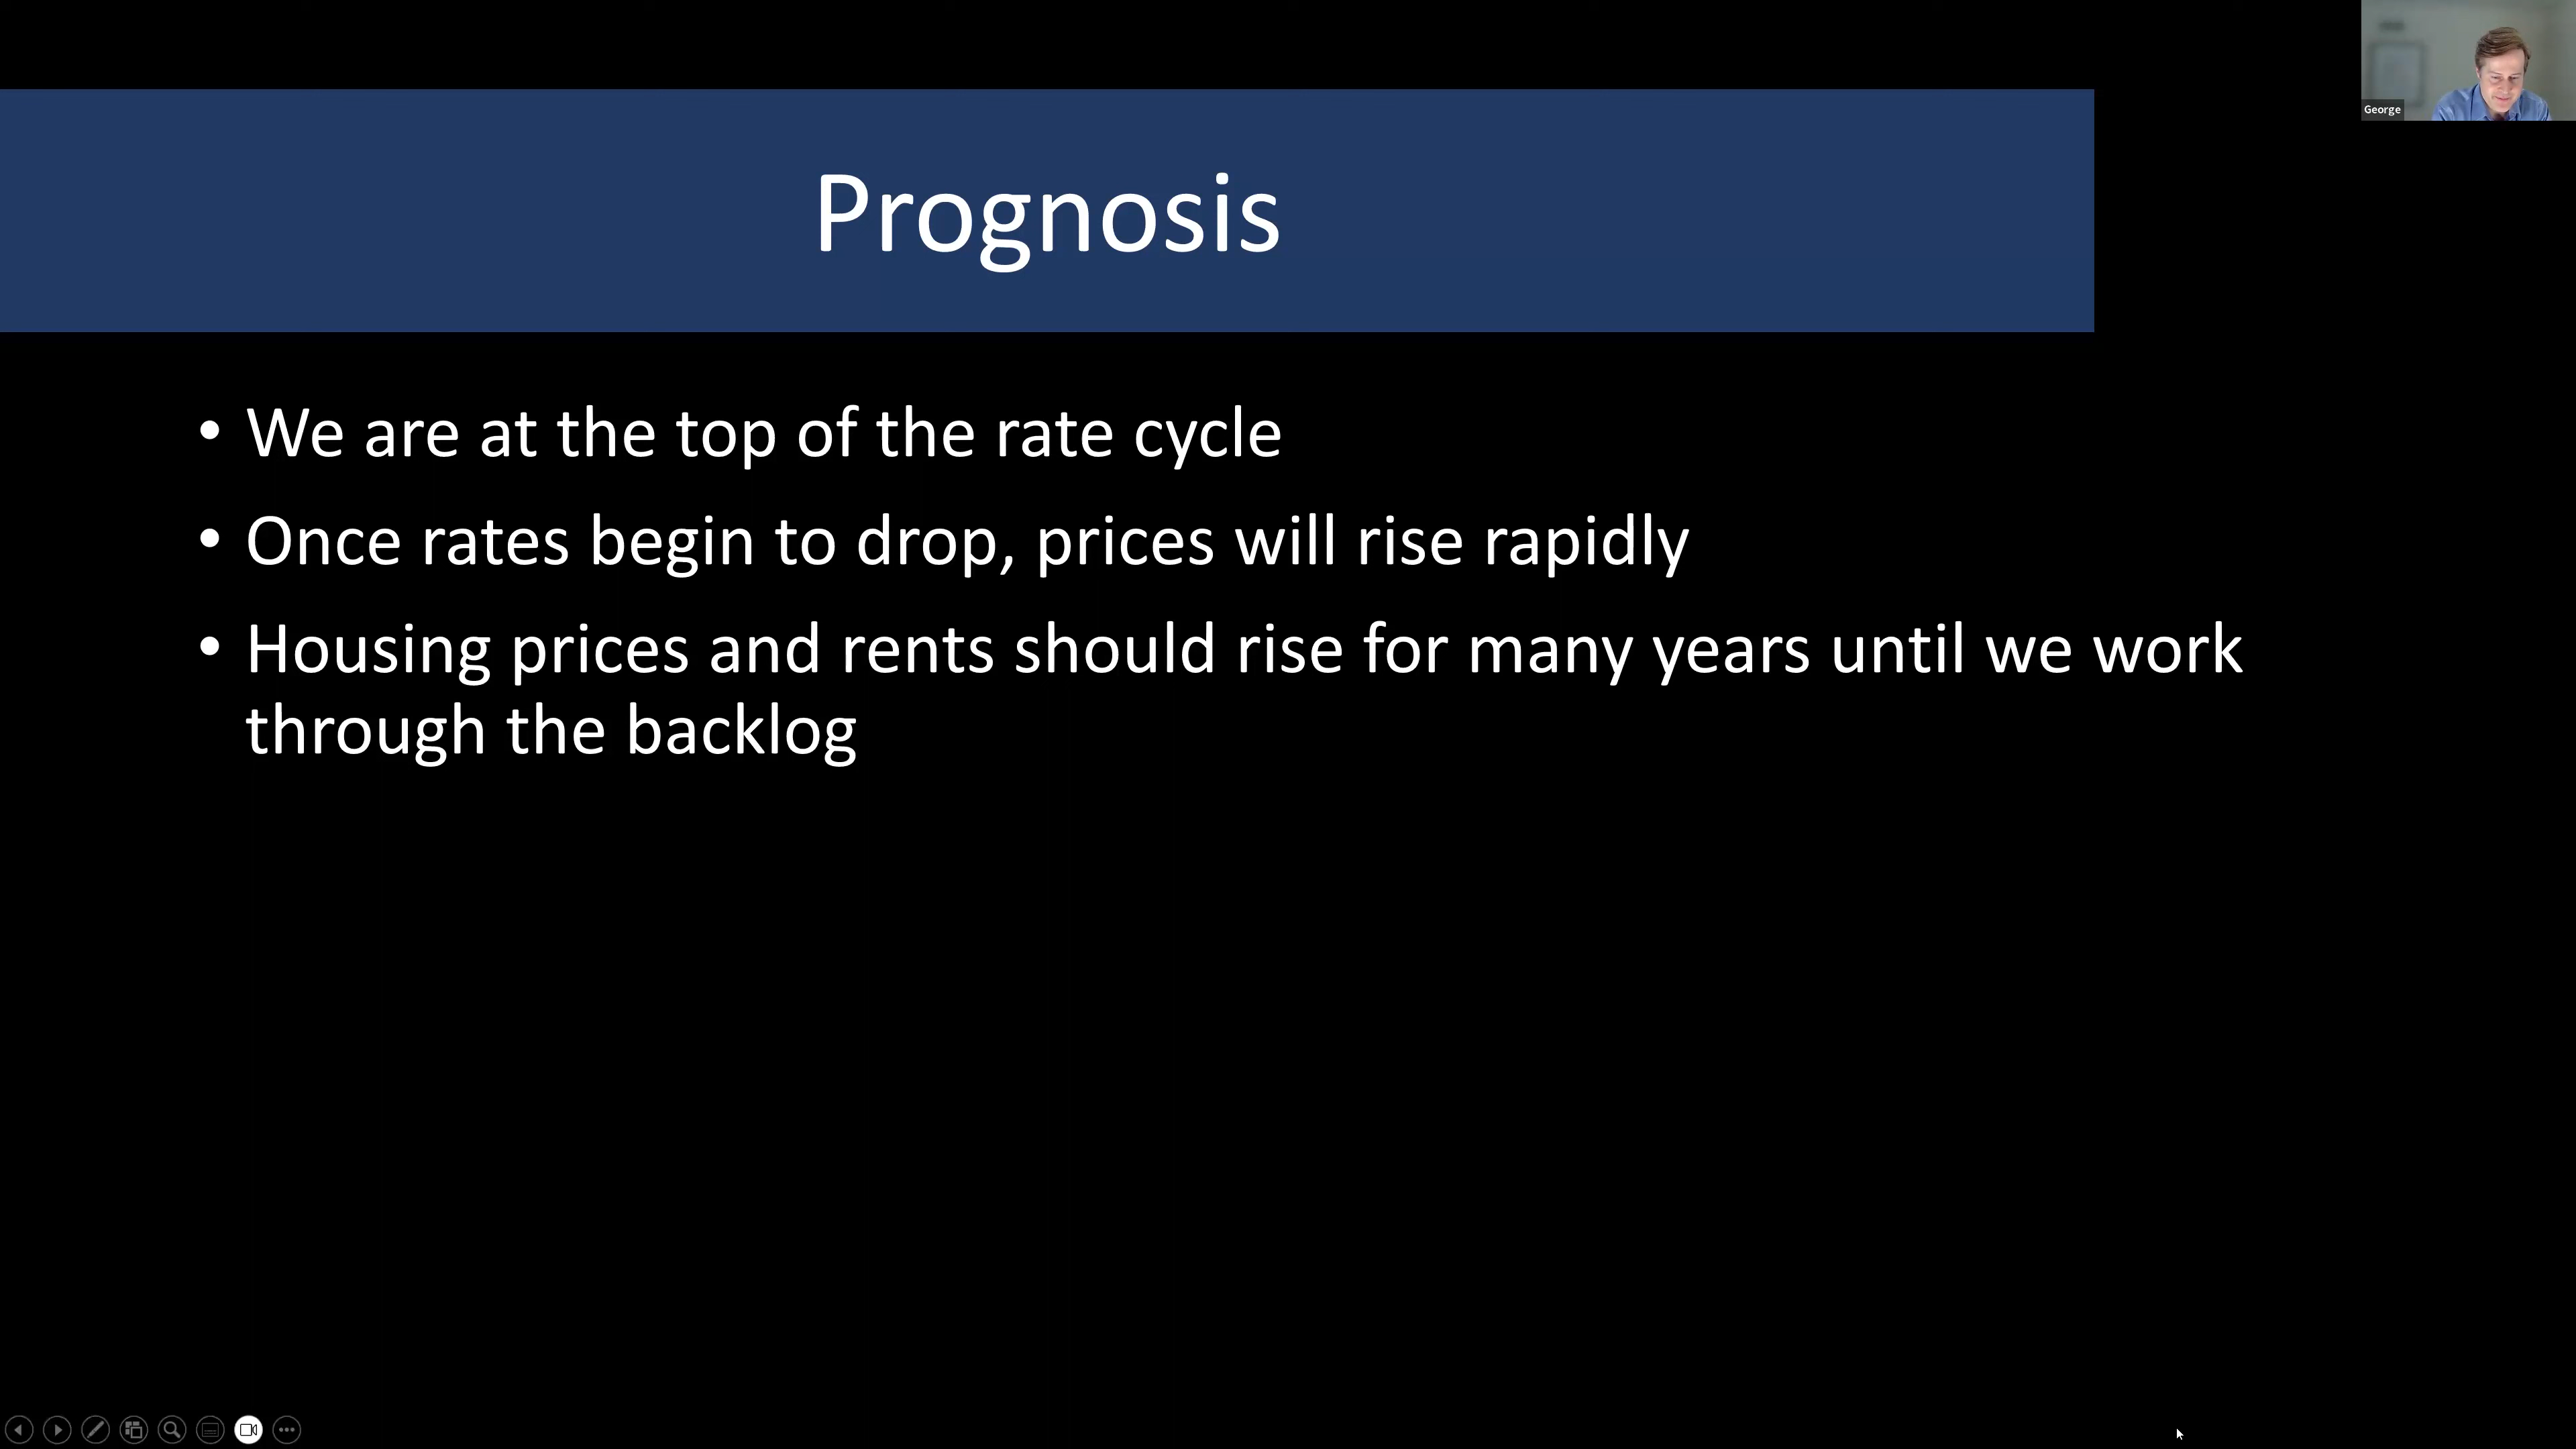 George
Prognosis
• We are at the top of the rate cycle
• Once rates begin to drop, prices will rise rapidly
• Housing prices and rents should rise for many years until we work
through the backlog